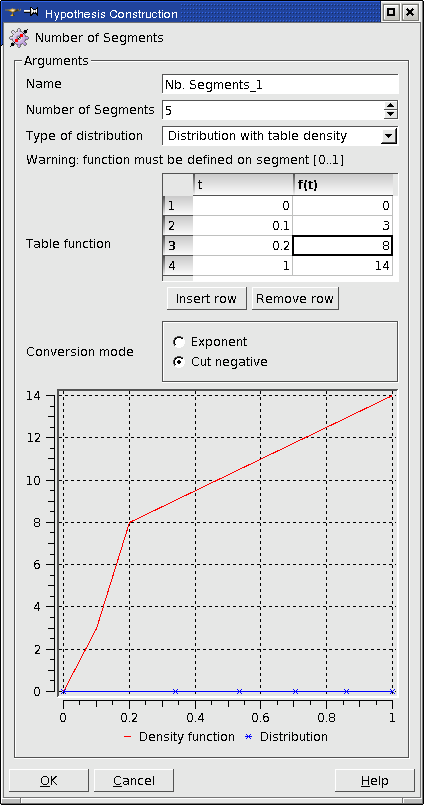 Hypothesis Construction
Number of Segments
Arguments
Name Nb. Segments_1
Number of Segments 5
Type of distribution Distribution with table density
Warning: function must be defined on segment [0..1]
t f(t)
1 0 0
2 0.1 3
Table function
3 0.2 8
4 1 14
Insert row Remove row
Exponent
Conversion mode
Cut negative
14
12
10
8
6
4
2
0
0 0.2 0.4 0.6 0.8 1
Density function Distribution
OK Cancel Help